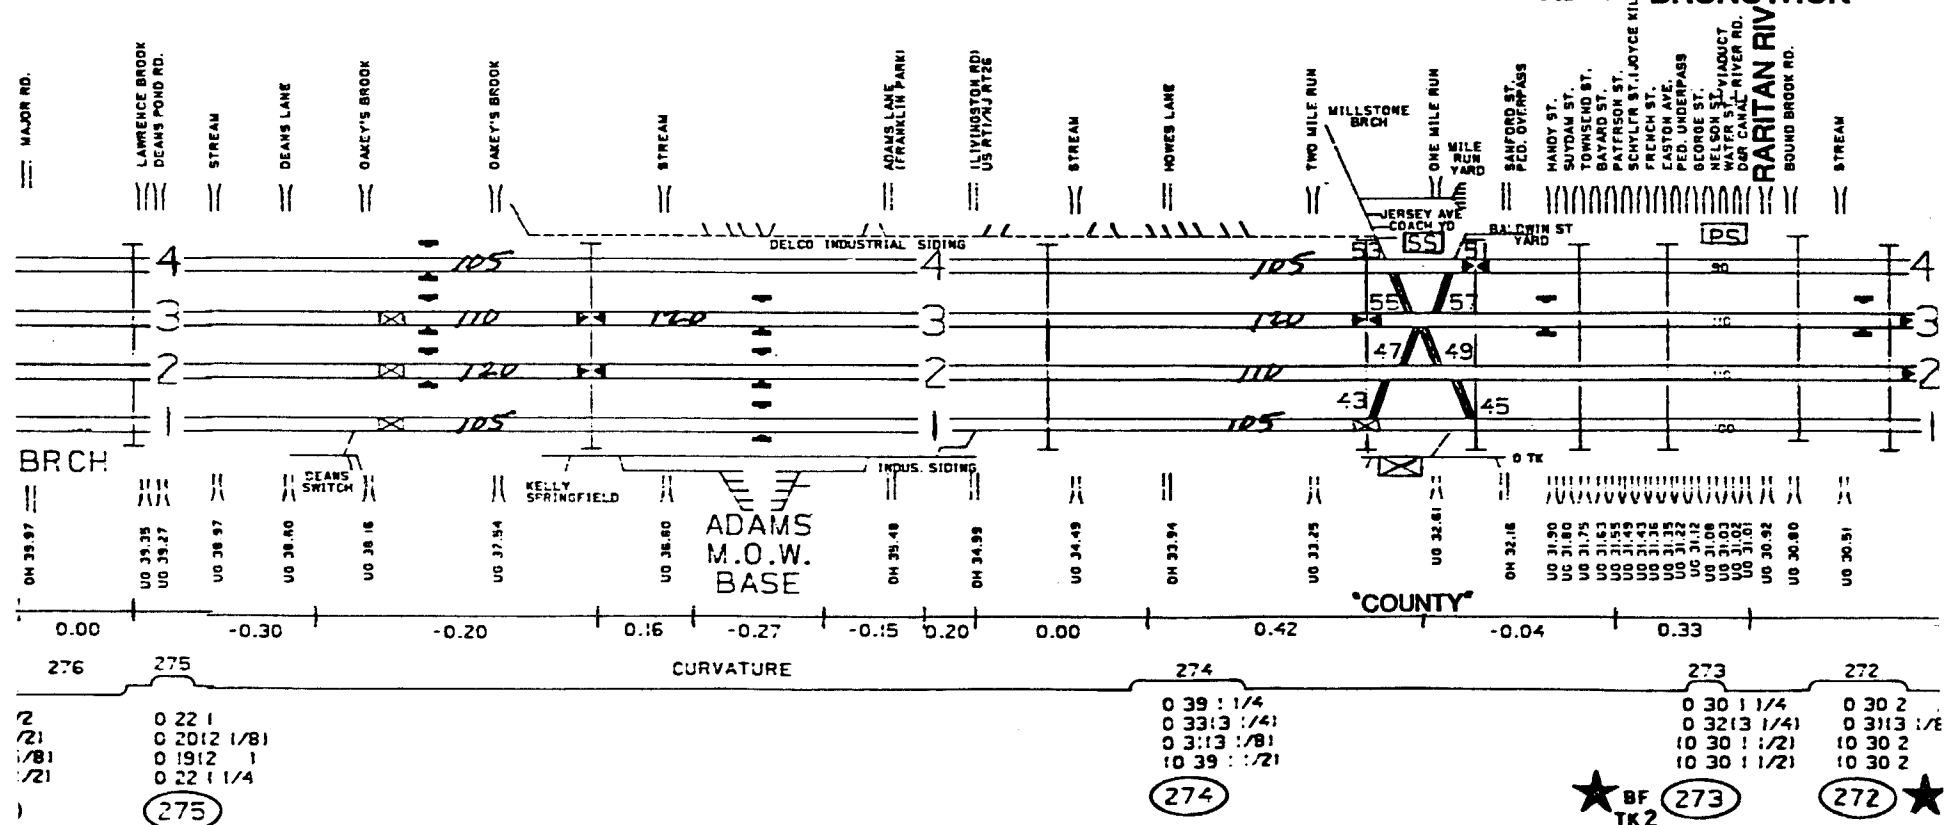 MAJOR RD.
LAWRENCE BROOK
DEANS POND RD.
STREAM
DEANS LANE
OAKEY'S BROOK
OAKEY'S BROOK
STREAM
ADAMS LANE
(FRANKLIN PARK)
(LIVINGSTON RD)
US RT1/NJ RT26
STREAM
HOWES LANE
TWO MILE RUN
MILLSTONE
BRCH
ONE MILE RUN
MILE
RUN
YARD
SANFORD ST.
PED. OVERPASS
HANDY ST.
SUYDAM ST.
TOWNSEND ST.
BAYARD ST.
PATERSON ST.
FRENCH ST.
EASTON AVE.
PED. UNDERPASS
GEORGE ST.
NELSON ST. VIADUCT
WATER ST. RIVER RD.
D&R CANAL
RARITAN RIV
BOUND BROOK RD.
STREAM
JERSEY AVE
COACH YD
BALDWIN ST
YARD
DELCO INDUSTRIAL SIDING
SS
PS
53
51
4 105 4 105 90 4
55 57
3 110 120 3 120 110 3
47 49
2 120 2 110 110 2
43 45
1 105 1 105 100 1
BRCH
DEANS
SWITCH
KELLY
SPRINGFIELD
INDUS. SIDING
O TK
ADAMS
M.O.W.
BASE
OH 39.97
UG 39.35
UG 39.27
UG 38.97
UG 38.60
UG 38.16
UG 37.54
UG 36.60
OH 35.48
OH 34.99
UG 34.49
OH 33.94
UG 33.25
UG 32.61
OH 32.16
UG 31.90
UG 31.80
UG 31.75
UG 31.63
UG 31.55
UG 31.49
UG 31.43
UG 31.36
UG 31.35
UG 31.22
UG 31.12
UG 31.08
UG 31.03
UG 31.02
UG 31.01
UG 30.92
UG 30.80
UG 30.51
"COUNTY"
0.00 -0.30 -0.20 0.16 -0.27 -0.15 0.20 0.00 0.42 -0.04 0.33
276 275 CURVATURE 274 273 272
0 22 1
0 20(2 1/8)
0 19(2 1
0 22 1 1/4
0 39 1 1/4
0 33(3 1/4)
0 31(3 1/8)
(0 39 1 1/2)
0 30 1 1/4
0 32(3 1/4)
(0 30 1 1/2)
(0 30 1 1/2)
0 30 2
0 31(3 1/8
(0 30 2
(0 30 2
275 274 273 272
BF
TK 2